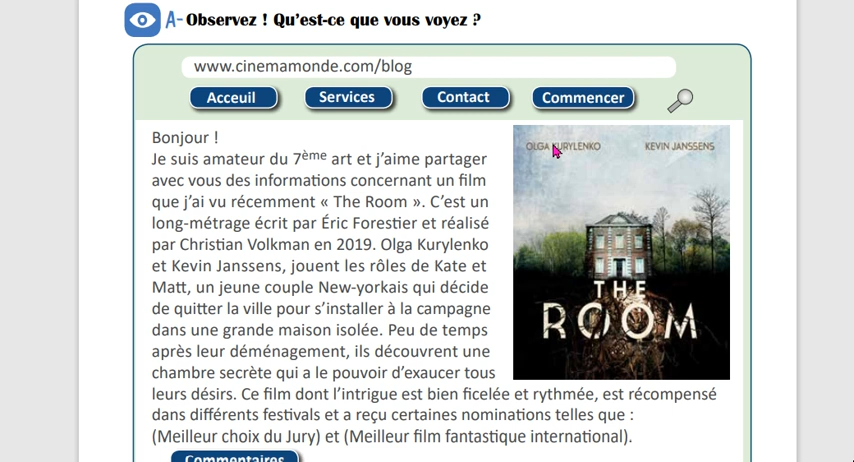 A- Observez ! Qu'est-ce que vous voyez ?
www.cinemamonde.com/blog
Acceuil Services Contact Commencer
Bonjour !
Je suis amateur du 7ème art et j'aime partager
avec vous des informations concernant un film
que j'ai vu récemment « The Room ». C'est un
long-métrage écrit par Éric Forestier et réalisé
par Christian Volkman en 2019. Olga Kurylenko
et Kevin Janssens, jouent les rôles de Kate et
Matt, un jeune couple New-yorkais qui décide
de quitter la ville pour s'installer à la campagne
dans une grande maison isolée. Peu de temps
après leur déménagement, ils découvrent une
chambre secrète qui a le pouvoir d'exaucer tous
leurs désirs. Ce film dont l'intrigue est bien ficelée et rythmée, est récompensé
dans différents festivals et a reçu certaines nominations telles que :
(Meilleur choix du Jury) et (Meilleur film fantastique international).
OLGA KURYLENKO KEVIN JANSSENS
THE
ROOM
Commentaires